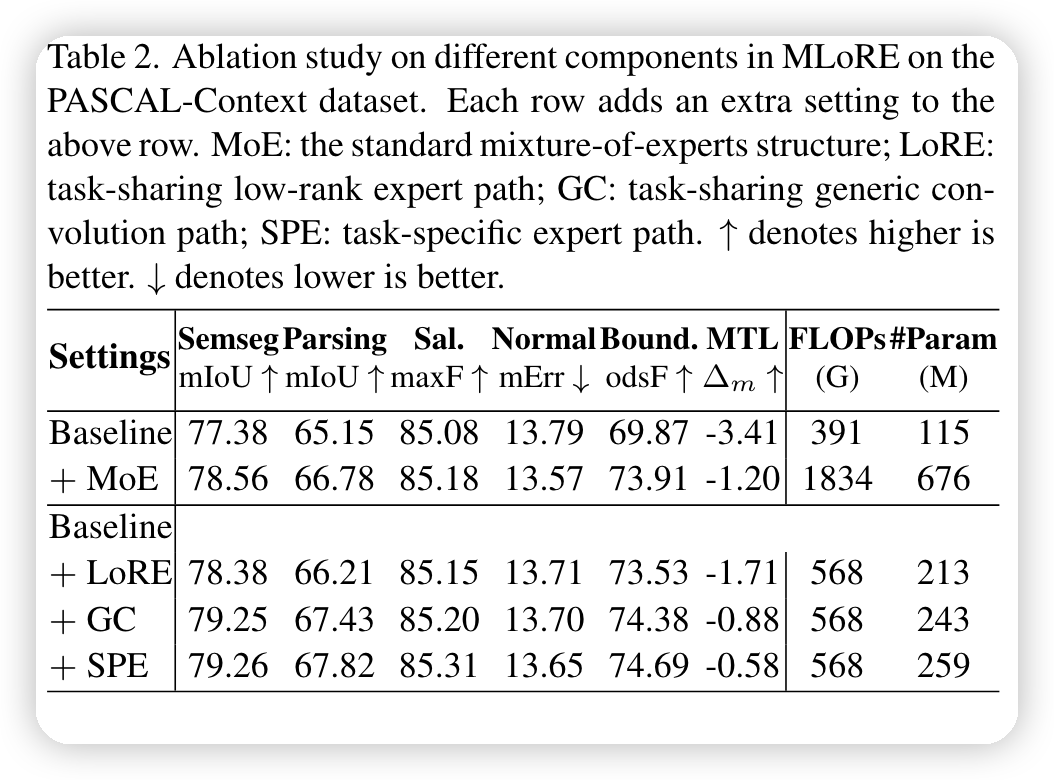 Table 2. Ablation study on different components in MLoRE on the
PASCAL-Context dataset. Each row adds an extra setting to the
above row. MoE: the standard mixture-of-experts structure; LoRE:
task-sharing low-rank expert path; GC: task-sharing generic con-
volution path; SPE: task-specific expert path. ↑ denotes higher is
better. ↓ denotes lower is better.
Settings Semseg Parsing Sal. Normal Bound. MTL FLOPs #Param
mIoU ↑ mIoU ↑ maxF ↑ mErr ↓ odsF ↑ Δm ↑ (G) (M)
Baseline 77.38 65.15 85.08 13.79 69.87 -3.41 391 115
+ MoE 78.56 66.78 85.18 13.57 73.91 -1.20 1834 676
Baseline
+ LoRE 78.38 66.21 85.15 13.71 73.53 -1.71 568 213
+ GC 79.25 67.43 85.20 13.70 74.38 -0.88 568 243
+ SPE 79.26 67.82 85.31 13.65 74.69 -0.58 568 259